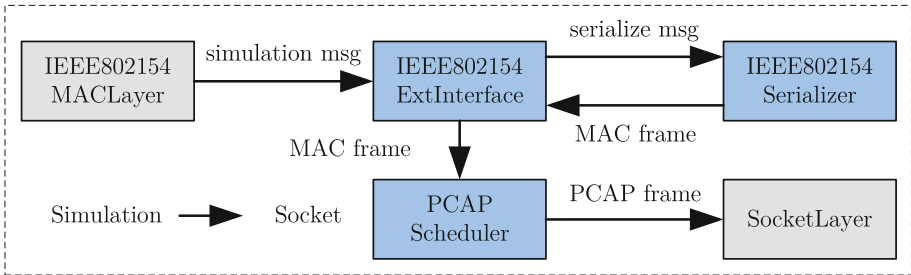 simulation msg
serialize msg
IEEE802154
MACLayer
IEEE802154
ExtInterface
IEEE802154
Serializer
MAC frame
MAC frame
Simulation
Socket
PCAP
Scheduler
PCAP frame
SocketLayer